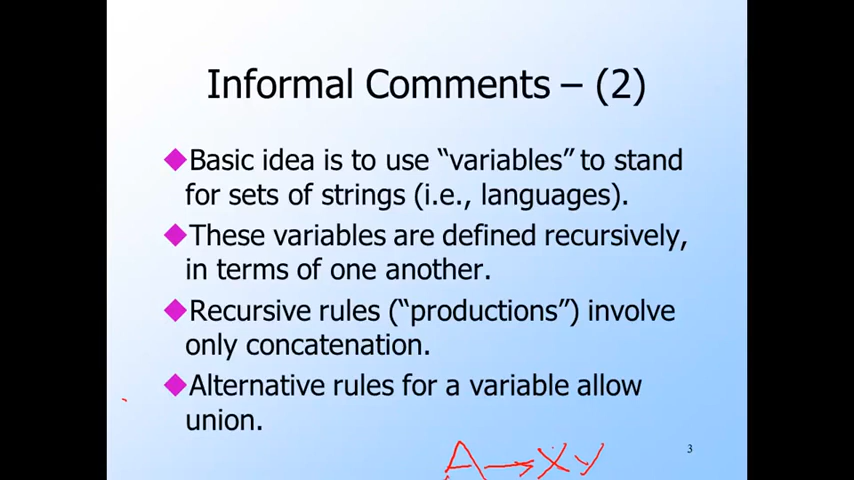 Informal Comments – (2)
◆Basic idea is to use “variables” to stand
for sets of strings (i.e., languages).
◆These variables are defined recursively,
in terms of one another.
◆Recursive rules (“productions”) involve
only concatenation.
◆Alternative rules for a variable allow
union.
A→Xy
3